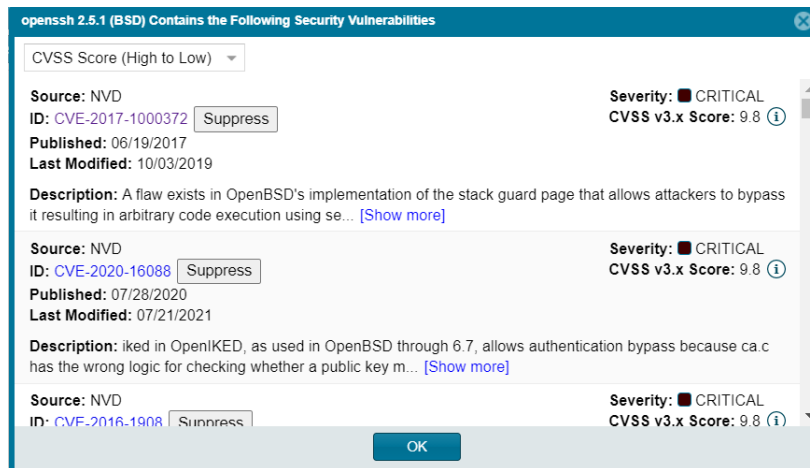 openssh 2.5.1 (BSD) Contains the Following Security Vulnerabilities
CVSS Score (High to Low)
Source: NVD
Severity: CRITICAL
ID: CVE-2017-1000372 Suppress
CVSS v3.x Score: 9.8
Published: 06/19/2017
Last Modified: 10/03/2019
Description: A flaw exists in OpenBSD's implementation of the stack guard page that allows attackers to bypass
it resulting in arbitrary code execution using se... [Show more]
Source: NVD
Severity: CRITICAL
ID: CVE-2020-16088 Suppress
CVSS v3.x Score: 9.8
Published: 07/28/2020
Last Modified: 07/21/2021
Description: iked in OpenIKED, as used in OpenBSD through 6.7, allows authentication bypass because ca.c
has the wrong logic for checking whether a public key m... [Show more]
Source: NVD
Severity: CRITICAL
ID: CVE-2016-1908 Suppress
CVSS v3.x Score: 9.8
OK